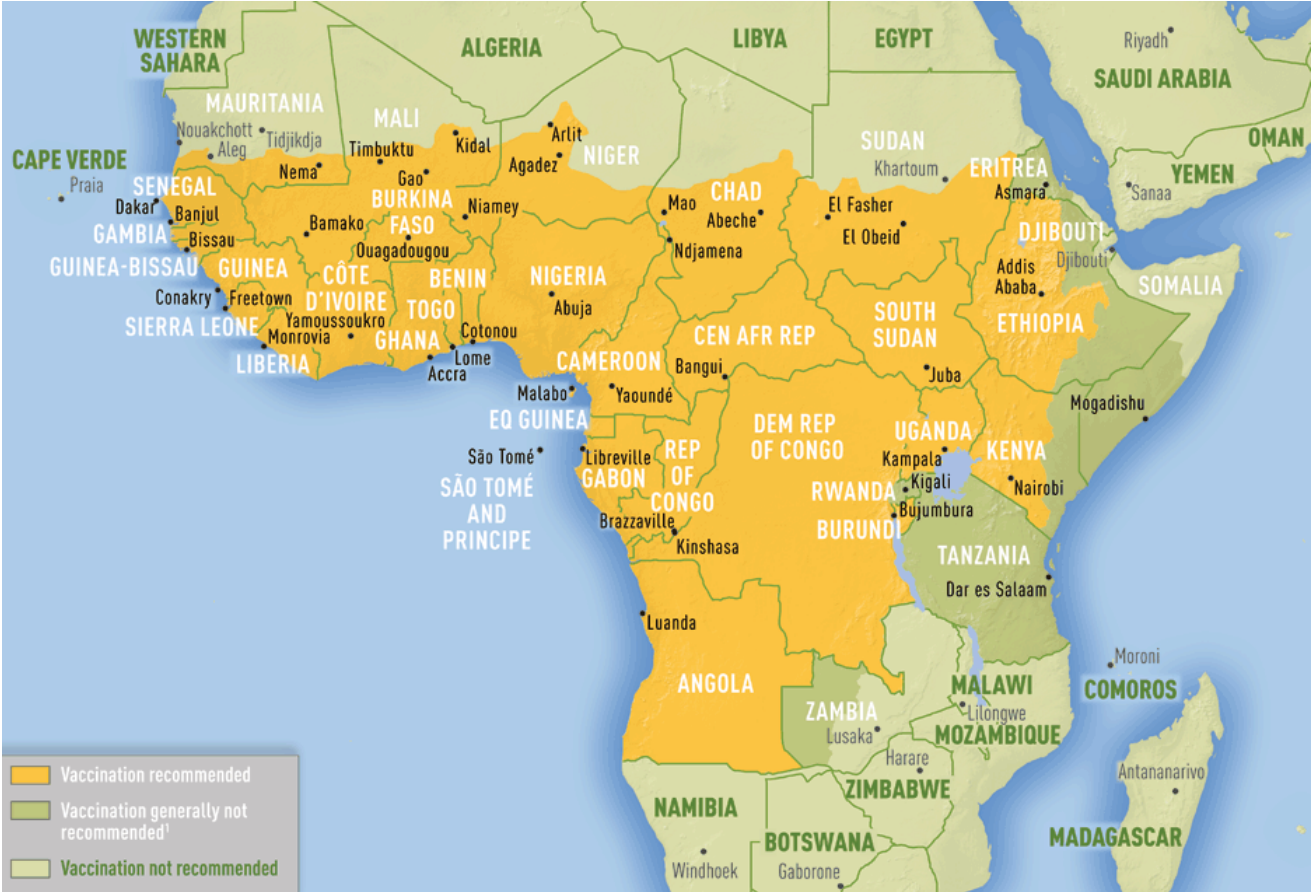 WESTERN
SAHARA
ALGERIA
LIBYA
EGYPT
Riyadh
SAUDI ARABIA
MAURITANIA
Nouakchott
Tidjikdja
Aleg
MALI
Timbuktu
Kidal
Arlit
Agadez
NIGER
SUDAN
Khartoum
OMAN
CAPE VERDE
Praia
Nema
Gao
ERITREA
Asmara
YEMEN
Sanaa
SENEGAL
Dakar
Banjul
GAMBIA
Bissau
GUINEA-BISSAU
BURKINA
FASO
Bamako
Ouagadougou
Niamey
CHAD
Mao
Abeche
Ndjamena
El Fasher
El Obeid
DJIBOUTI
Djibouti
Addis
Ababa
ETHIOPIA
SOMALIA
GUINEA
Conakry
Freetown
SIERRA LEONE
CÔTE
D'IVOIRE
Yamoussoukro
Monrovia
LIBERIA
BENIN
TOGO
GHANA
Cotonou
Lome
Accra
NIGERIA
Abuja
CAMEROON
Yaoundé
Malabo
EQ GUINEA
CEN AFR REP
Bangui
SOUTH
SUDAN
Juba
Mogadishu
São Tomé
SÃO TOMÉ
AND
PRINCIPE
Libreville
GABON
REP
OF
CONGO
Brazzaville
Kinshasa
DEM REP
OF CONGO
UGANDA
Kampala
KENYA
Nairobi
RWANDA
Kigali
Bujumbura
BURUNDI
TANZANIA
Dar es Salaam
Luanda
ANGOLA
ZAMBIA
Lusaka
MALAWI
Lilongwe
MOZAMBIQUE
Moroni
COMOROS
Harare
ZIMBABWE
Antananarivo
MADAGASCAR
NAMIBIA
Windhoek
BOTSWANA
Gaborone
Vaccination recommended
Vaccination generally not
recommended¹
Vaccination not recommended